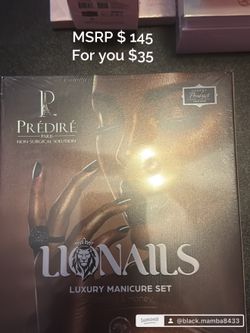 MSRP $ 145
For you $35
PRÉDIRÉ
PARIS
NON-SURGICAL SOLUTION
LIONAILS
LUXURY MANICURE SET
@black.mamba8433